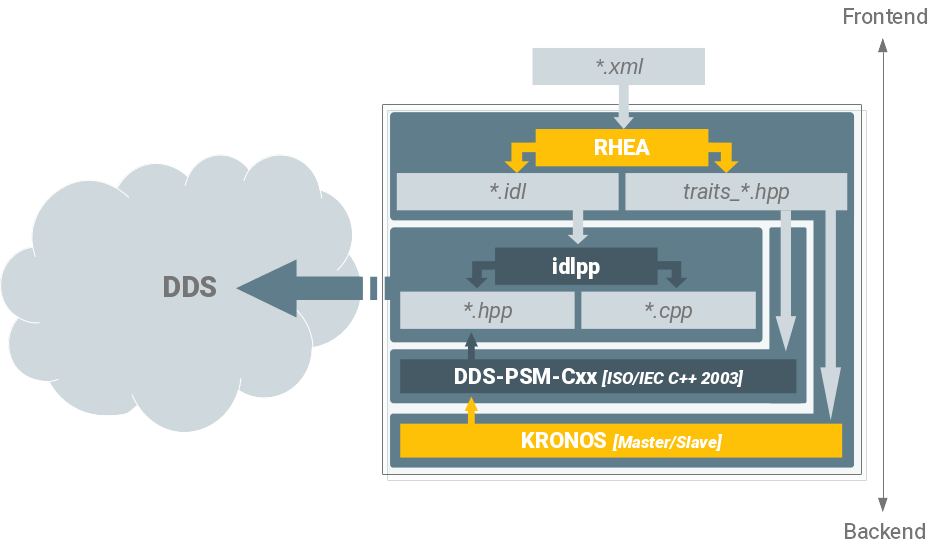 Frontend
*.xml
RHEA
*.idl
traits_*.hpp
idlpp
DDS
*.hpp
*.cpp
DDS-PSM-Cxx [ISO/IEC C++ 2003]
KRONOS [Master/Slave]
Backend